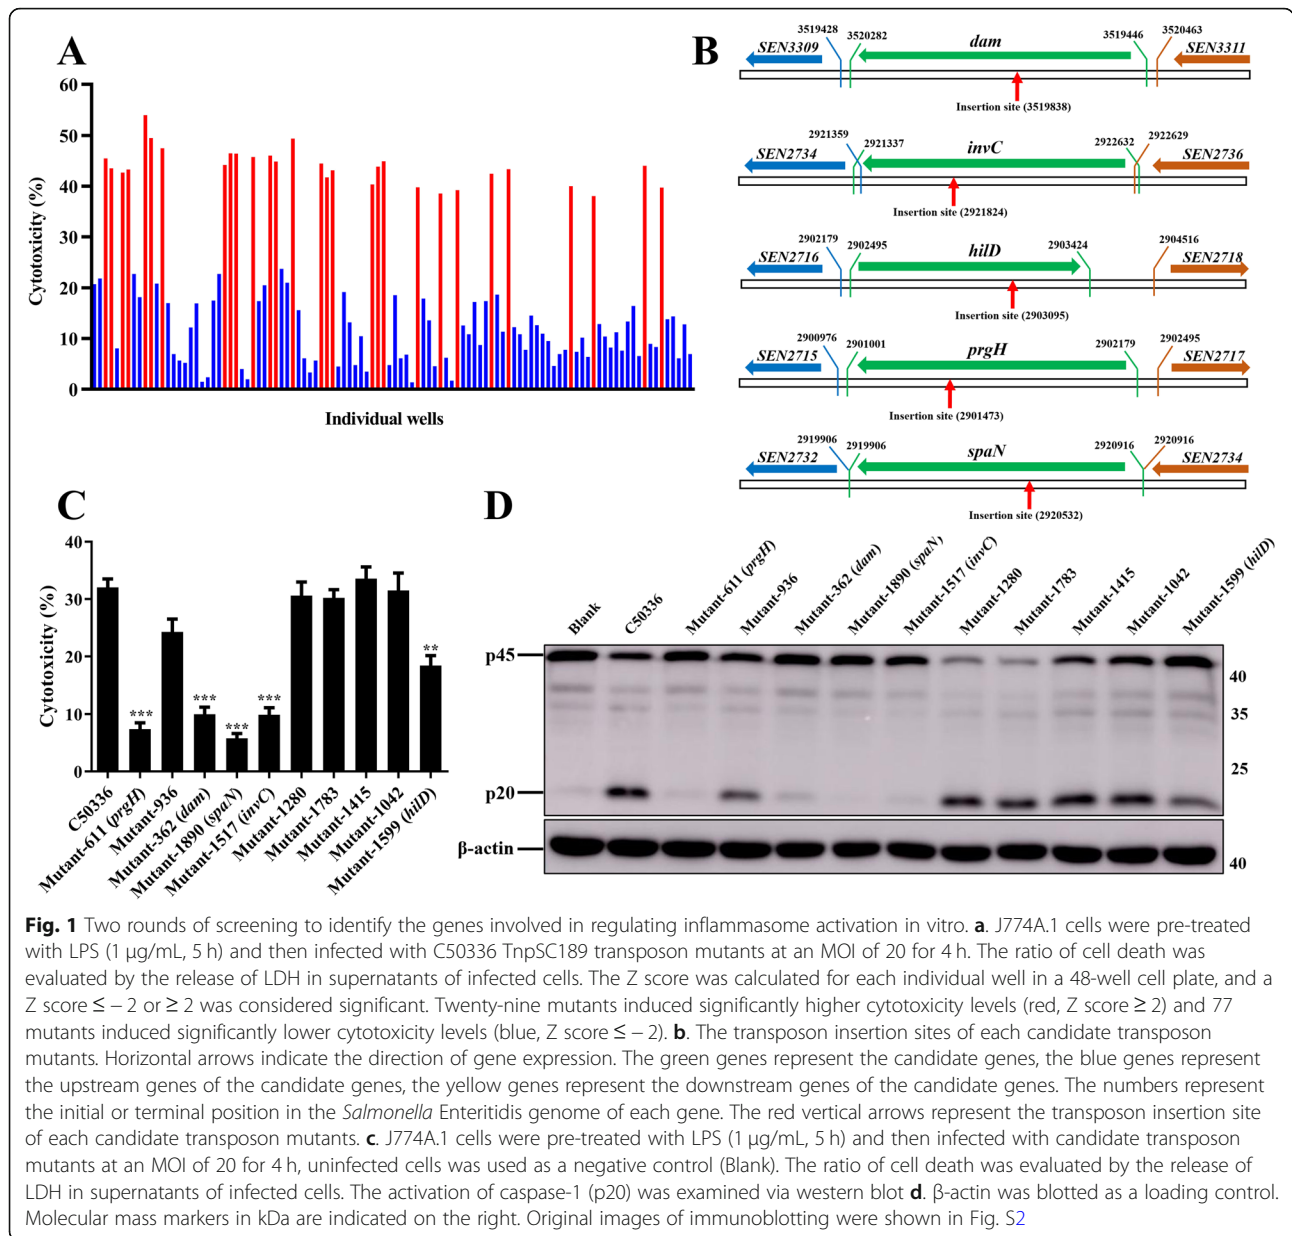 A
Cytotoxicity (%)
60
50
40
30
20
10
0
Individual wells
B
3519428
3520282
dam
3519446
3520463
SEN3309
SEN3311
Insertion site (3519838)
2921359
2921337
invC
2922632
2922629
SEN2734
SEN2736
Insertion site (2921824)
2902179
2902495
hilD
2903424
2904516
SEN2716
SEN2718
Insertion site (2903095)
2900976
2901001
prgH
2902179
2902495
SEN2715
SEN2717
Insertion site (2901473)
2919906
2919906
spaN
2920916
2920916
SEN2732
SEN2734
Insertion site (2920532)
C
Cytotoxicity (%)
40
30
20
10
0
***
***
***
***
**
C50336
Mutant-611 (prgH)
Mutant-936
Mutant-362 (dam)
Mutant-1890 (spaN)
Mutant-1517 (invC)
Mutant-1280
Mutant-1783
Mutant-1415
Mutant-1042
Mutant-1599 (hilD)
D
Blank
C50336
Mutant-611 (prgH)
Mutant-936
Mutant-362 (dam)
Mutant-1890 (spaN)
Mutant-1517 (invC)
Mutant-1280
Mutant-1783
Mutant-1415
Mutant-1042
Mutant-1599 (hilD)
p45
40
35
25
p20
β-actin
40
Fig. 1 Two rounds of screening to identify the genes involved in regulating inflammasome activation in vitro. a. J774A.1 cells were pre-treated
with LPS (1 μg/mL, 5 h) and then infected with C50336 TnpSC189 transposon mutants at an MOI of 20 for 4 h. The ratio of cell death was
evaluated by the release of LDH in supernatants of infected cells. The Z score was calculated for each individual well in a 48-well cell plate, and a
Z score ≤ − 2 or ≥ 2 was considered significant. Twenty-nine mutants induced significantly higher cytotoxicity levels (red, Z score ≥ 2) and 77
mutants induced significantly lower cytotoxicity levels (blue, Z score ≤ − 2). b. The transposon insertion sites of each candidate transposon
mutants. Horizontal arrows indicate the direction of gene expression. The green genes represent the candidate genes, the blue genes represent
the upstream genes of the candidate genes, the yellow genes represent the downstream genes of the candidate genes. The numbers represent
the initial or terminal position in the Salmonella Enteritidis genome of each gene. The red vertical arrows represent the transposon insertion site
of each candidate transposon mutants. c. J774A.1 cells were pre-treated with LPS (1 μg/mL, 5 h) and then infected with candidate transposon
mutants at an MOI of 20 for 4 h, uninfected cells was used as a negative control (Blank). The ratio of cell death was evaluated by the release of
LDH in supernatants of infected cells. The activation of caspase-1 (p20) was examined via western blot d. β-actin was blotted as a loading control.
Molecular mass markers in kDa are indicated on the right. Original images of immunoblotting were shown in Fig. S2